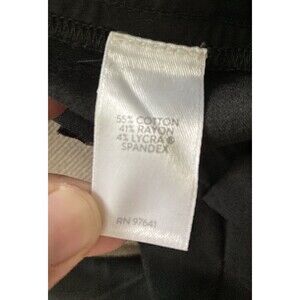 55% COTTON
41% RAYON
4% LYCRA ®
SPANDEX
RN 97641